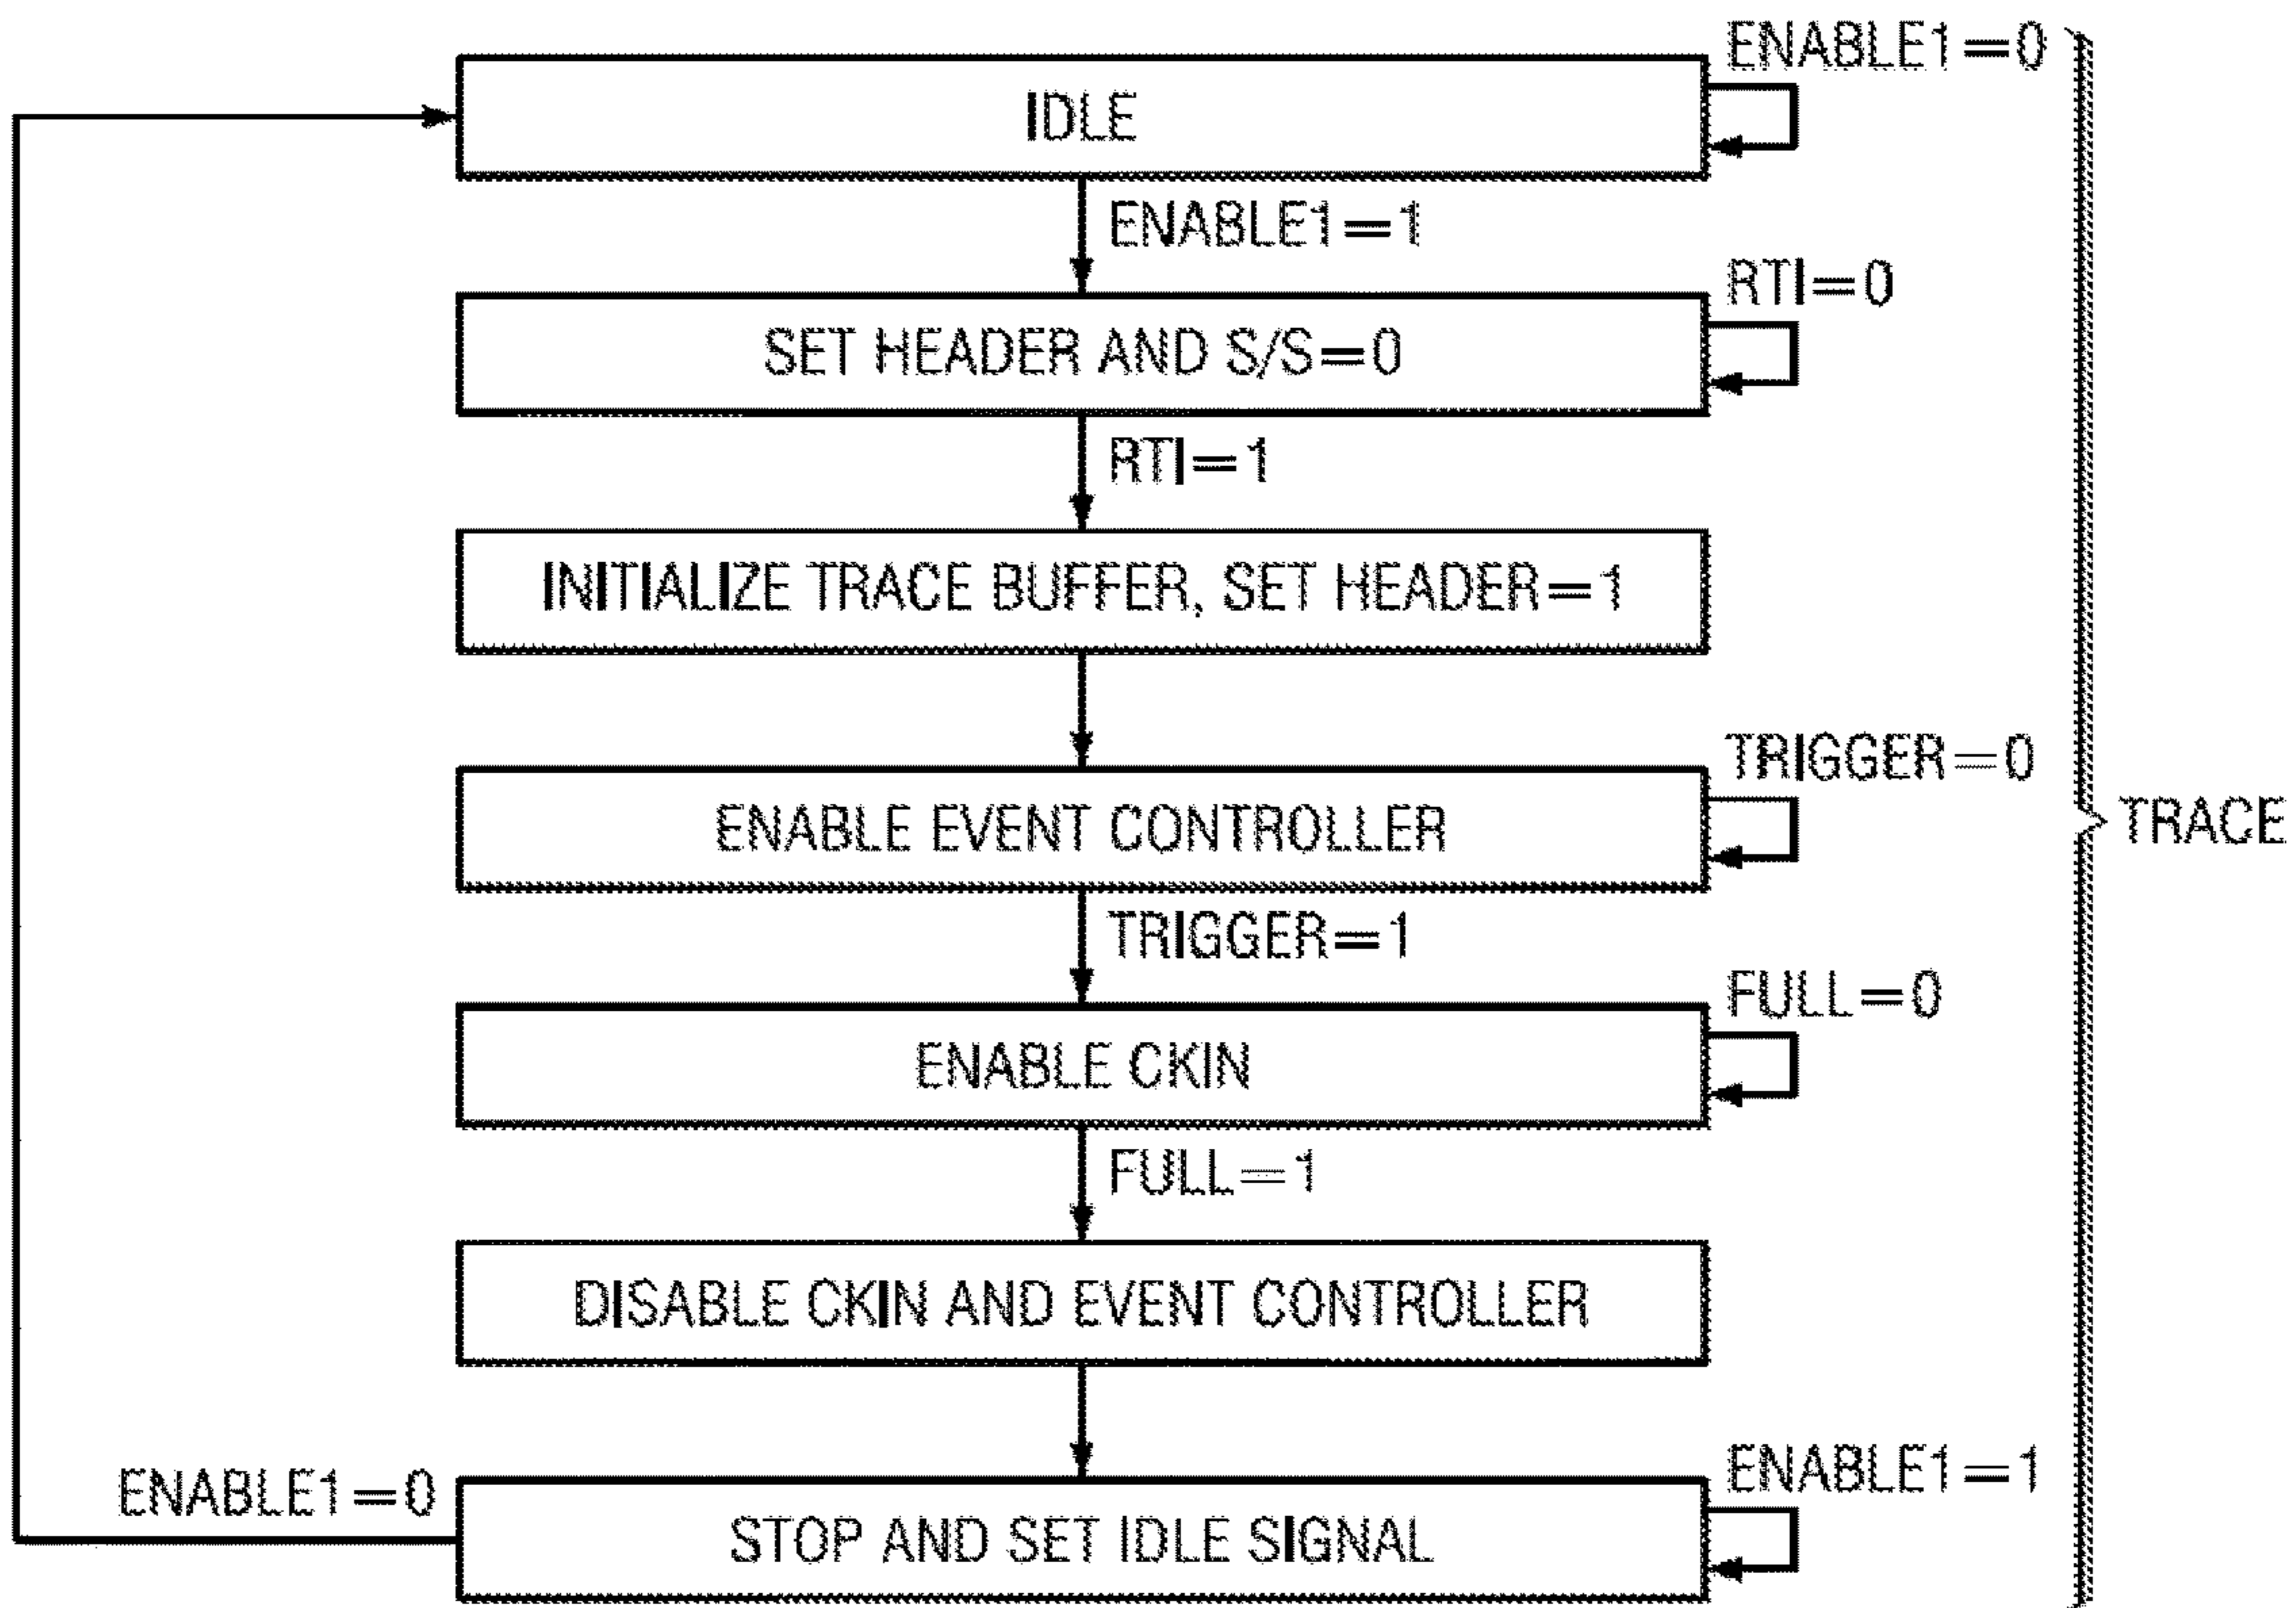 ENABLE1=0
IDLE
ENABLE1=1
RTI=0
SET HEADER AND S/S=0
RTI=1
INITIALIZE TRACE BUFFER, SET HEADER=1
TRIGGER=0
ENABLE EVENT CONTROLLER
TRACE
TRIGGER=1
FULL=0
ENABLE CKIN
FULL=1
DISABLE CKIN AND EVENT CONTROLLER
ENABLE1=0
ENABLE1=1
STOP AND SET IDLE SIGNAL